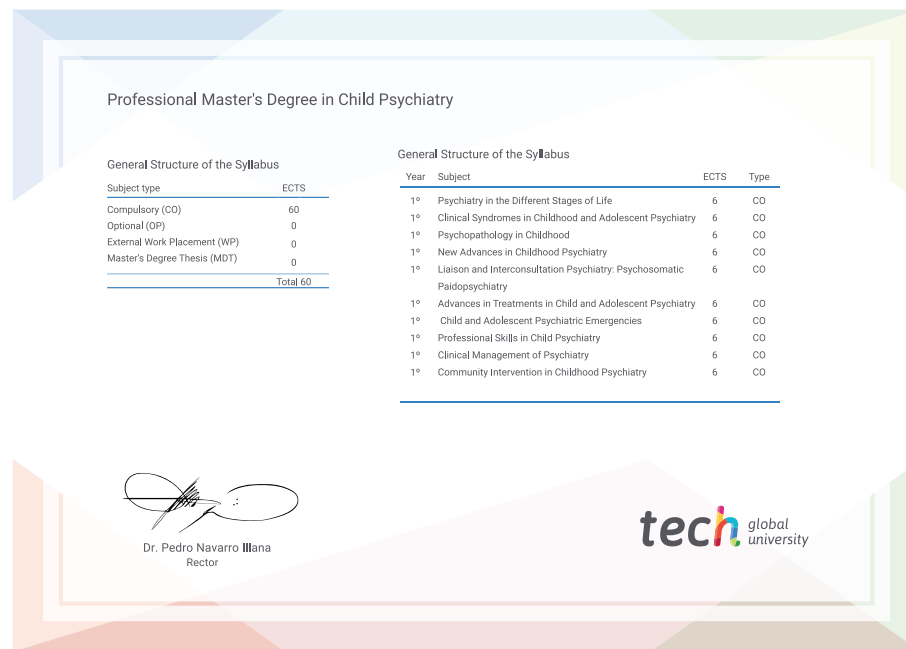 Professional Master's Degree in Child Psychiatry
General Structure of the Syllabus
Subject type ECTS
Compulsory (CO) 60
Optional (OP) 0
External Work Placement (WP) 0
Master's Degree Thesis (MDT) 0
Total 60
General Structure of the Syllabus
Year Subject ECTS Type
1º Psychiatry in the Different Stages of Life 6 CO
1º Clinical Syndromes in Childhood and Adolescent Psychiatry 6 CO
1º Psychopathology in Childhood 6 CO
1º New Advances in Childhood Psychiatry 6 CO
1º Liaison and Interconsultation Psychiatry: Psychosomatic 6 CO
Paidopsychiatry
1º Advances in Treatments in Child and Adolescent Psychiatry 6 CO
1º Child and Adolescent Psychiatric Emergencies 6 CO
1º Professional Skills in Child Psychiatry 6 CO
1º Clinical Management of Psychiatry 6 CO
1º Community Intervention in Childhood Psychiatry 6 CO
Dr. Pedro Navarro Illana
Rector
tech global
university